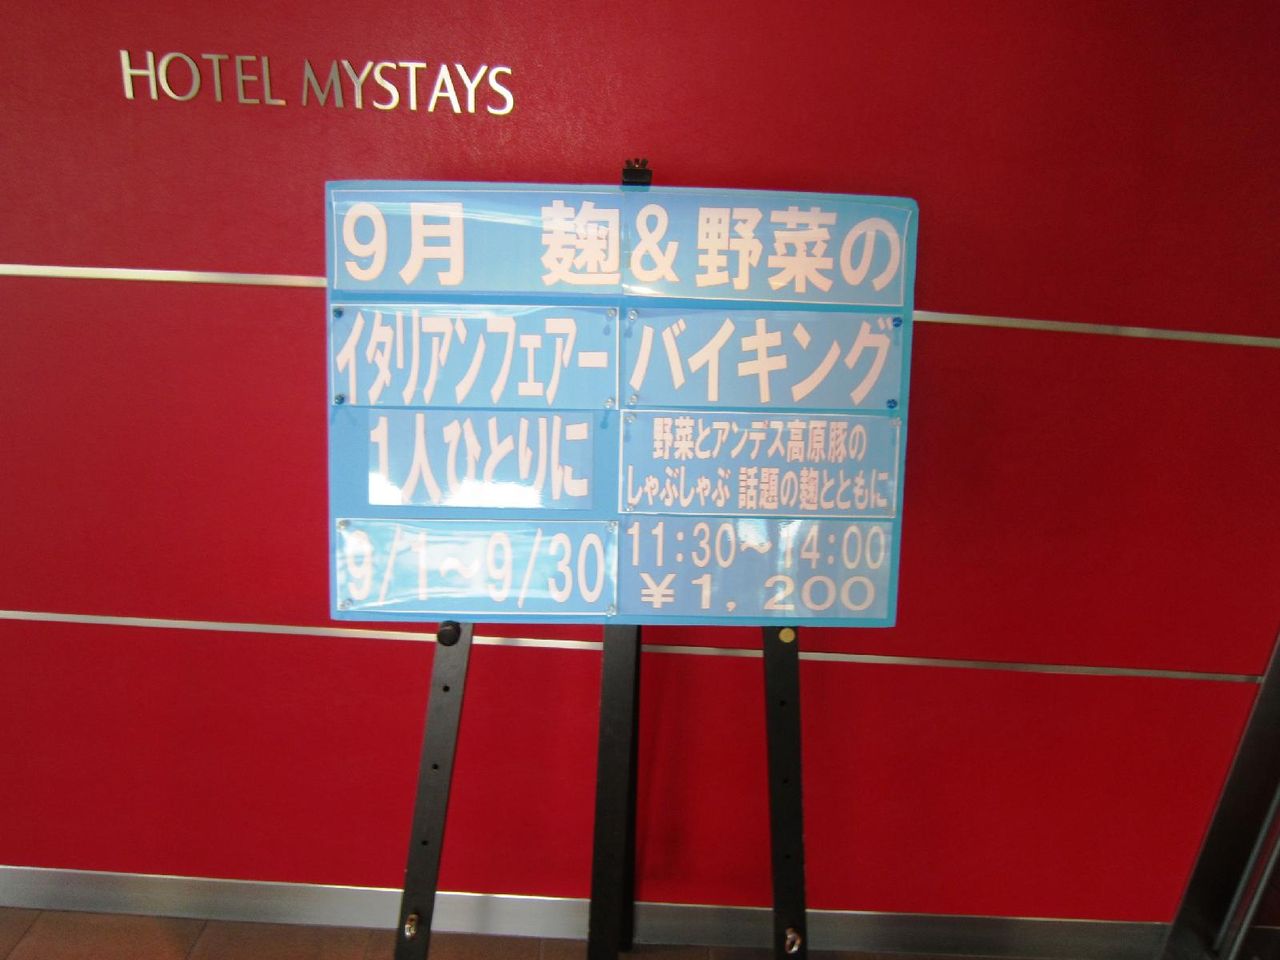 HOTEL MYSTAYS
9月 麹&野菜の
イタリアンフェアー バイキング
1人ひとりに
野菜とアンデス高原豚の
しゃぶしゃぶ 話題の麹とともに
9/1~9/30
11:30~14:00
¥1,200